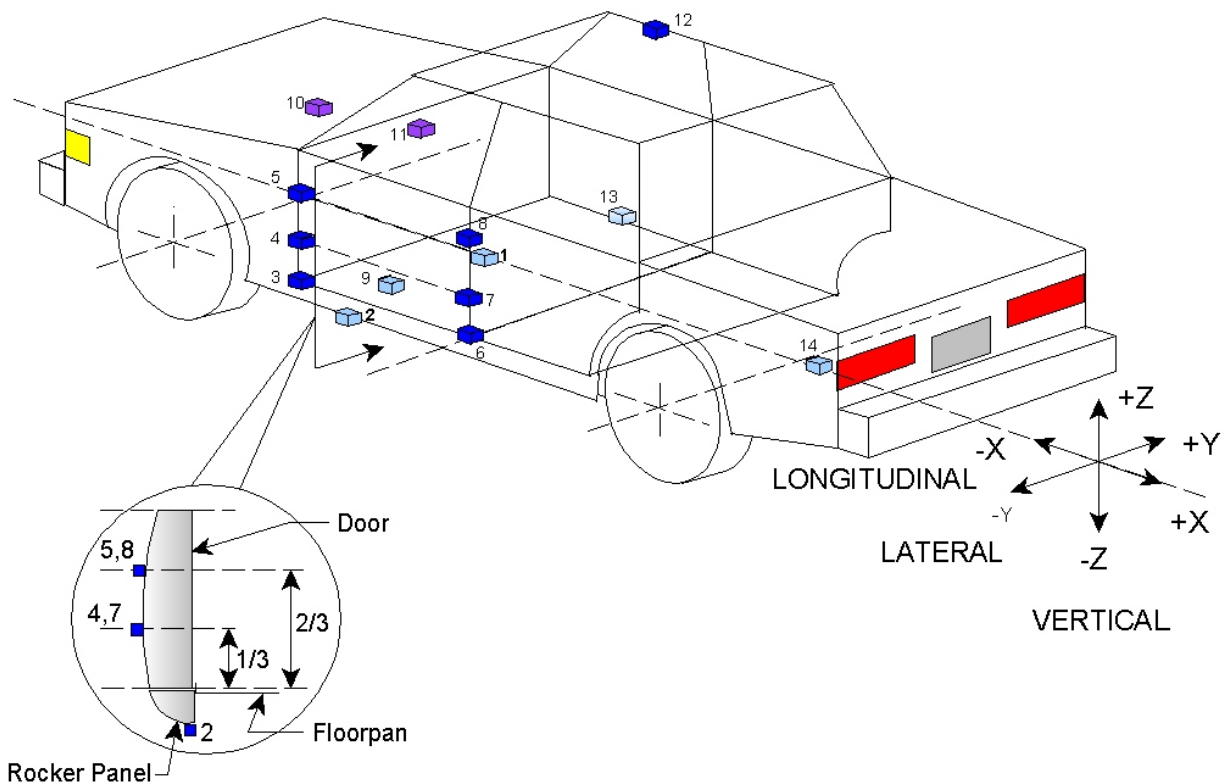 12
10
11
5
13
4
8
1
3
9
7
2
6
14
+Z
-X
+Y
LONGITUDINAL
-Y
+X
LATERAL
-Z
VERTICAL
Door
5,8
4,7
2/3
1/3
2
Floorpan
Rocker Panel